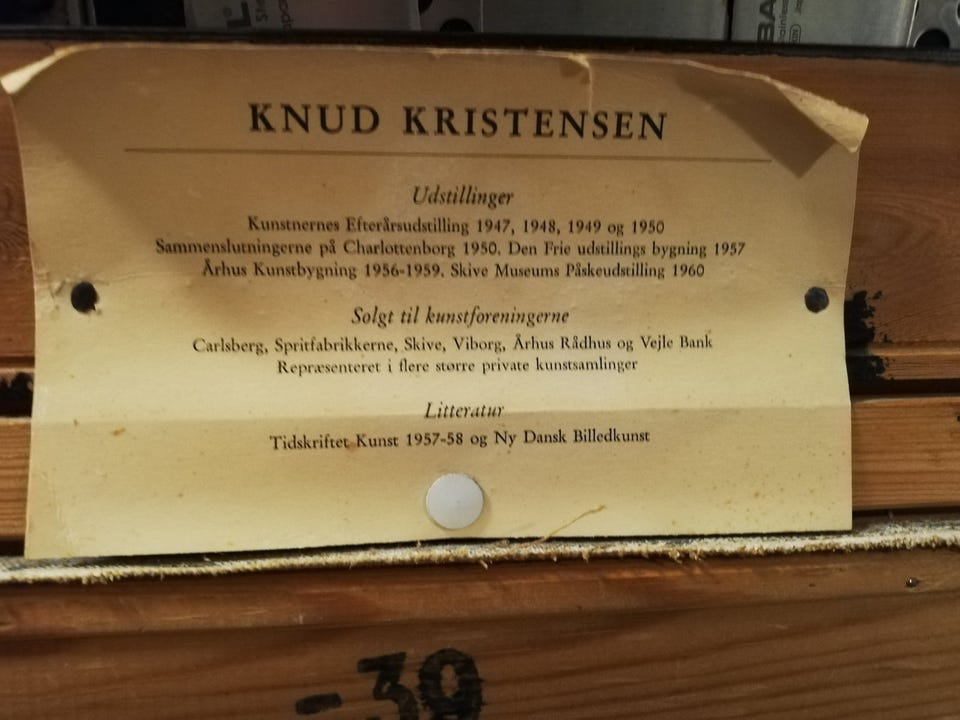 KNUD KRISTENSEN
Udstillinger
Kunstnernes Efterårsudstilling 1947, 1948, 1949 og 1950
Sammenslutningerne på Charlottenborg 1950. Den Frie udstillings bygning 1957
Århus Kunstbygning 1956-1959. Skive Museums Påskeudstilling 1960
Solgt til kunstforeningerne
Carlsberg, Spritfabrikkerne, Skive, Viborg, Århus Rådhus og Vejle Bank
Repræsenteret i flere større private kunstsamlinger
Litteratur
Tidskriftet Kunst 1957-58 og Ny Dansk Billedkunst
-39